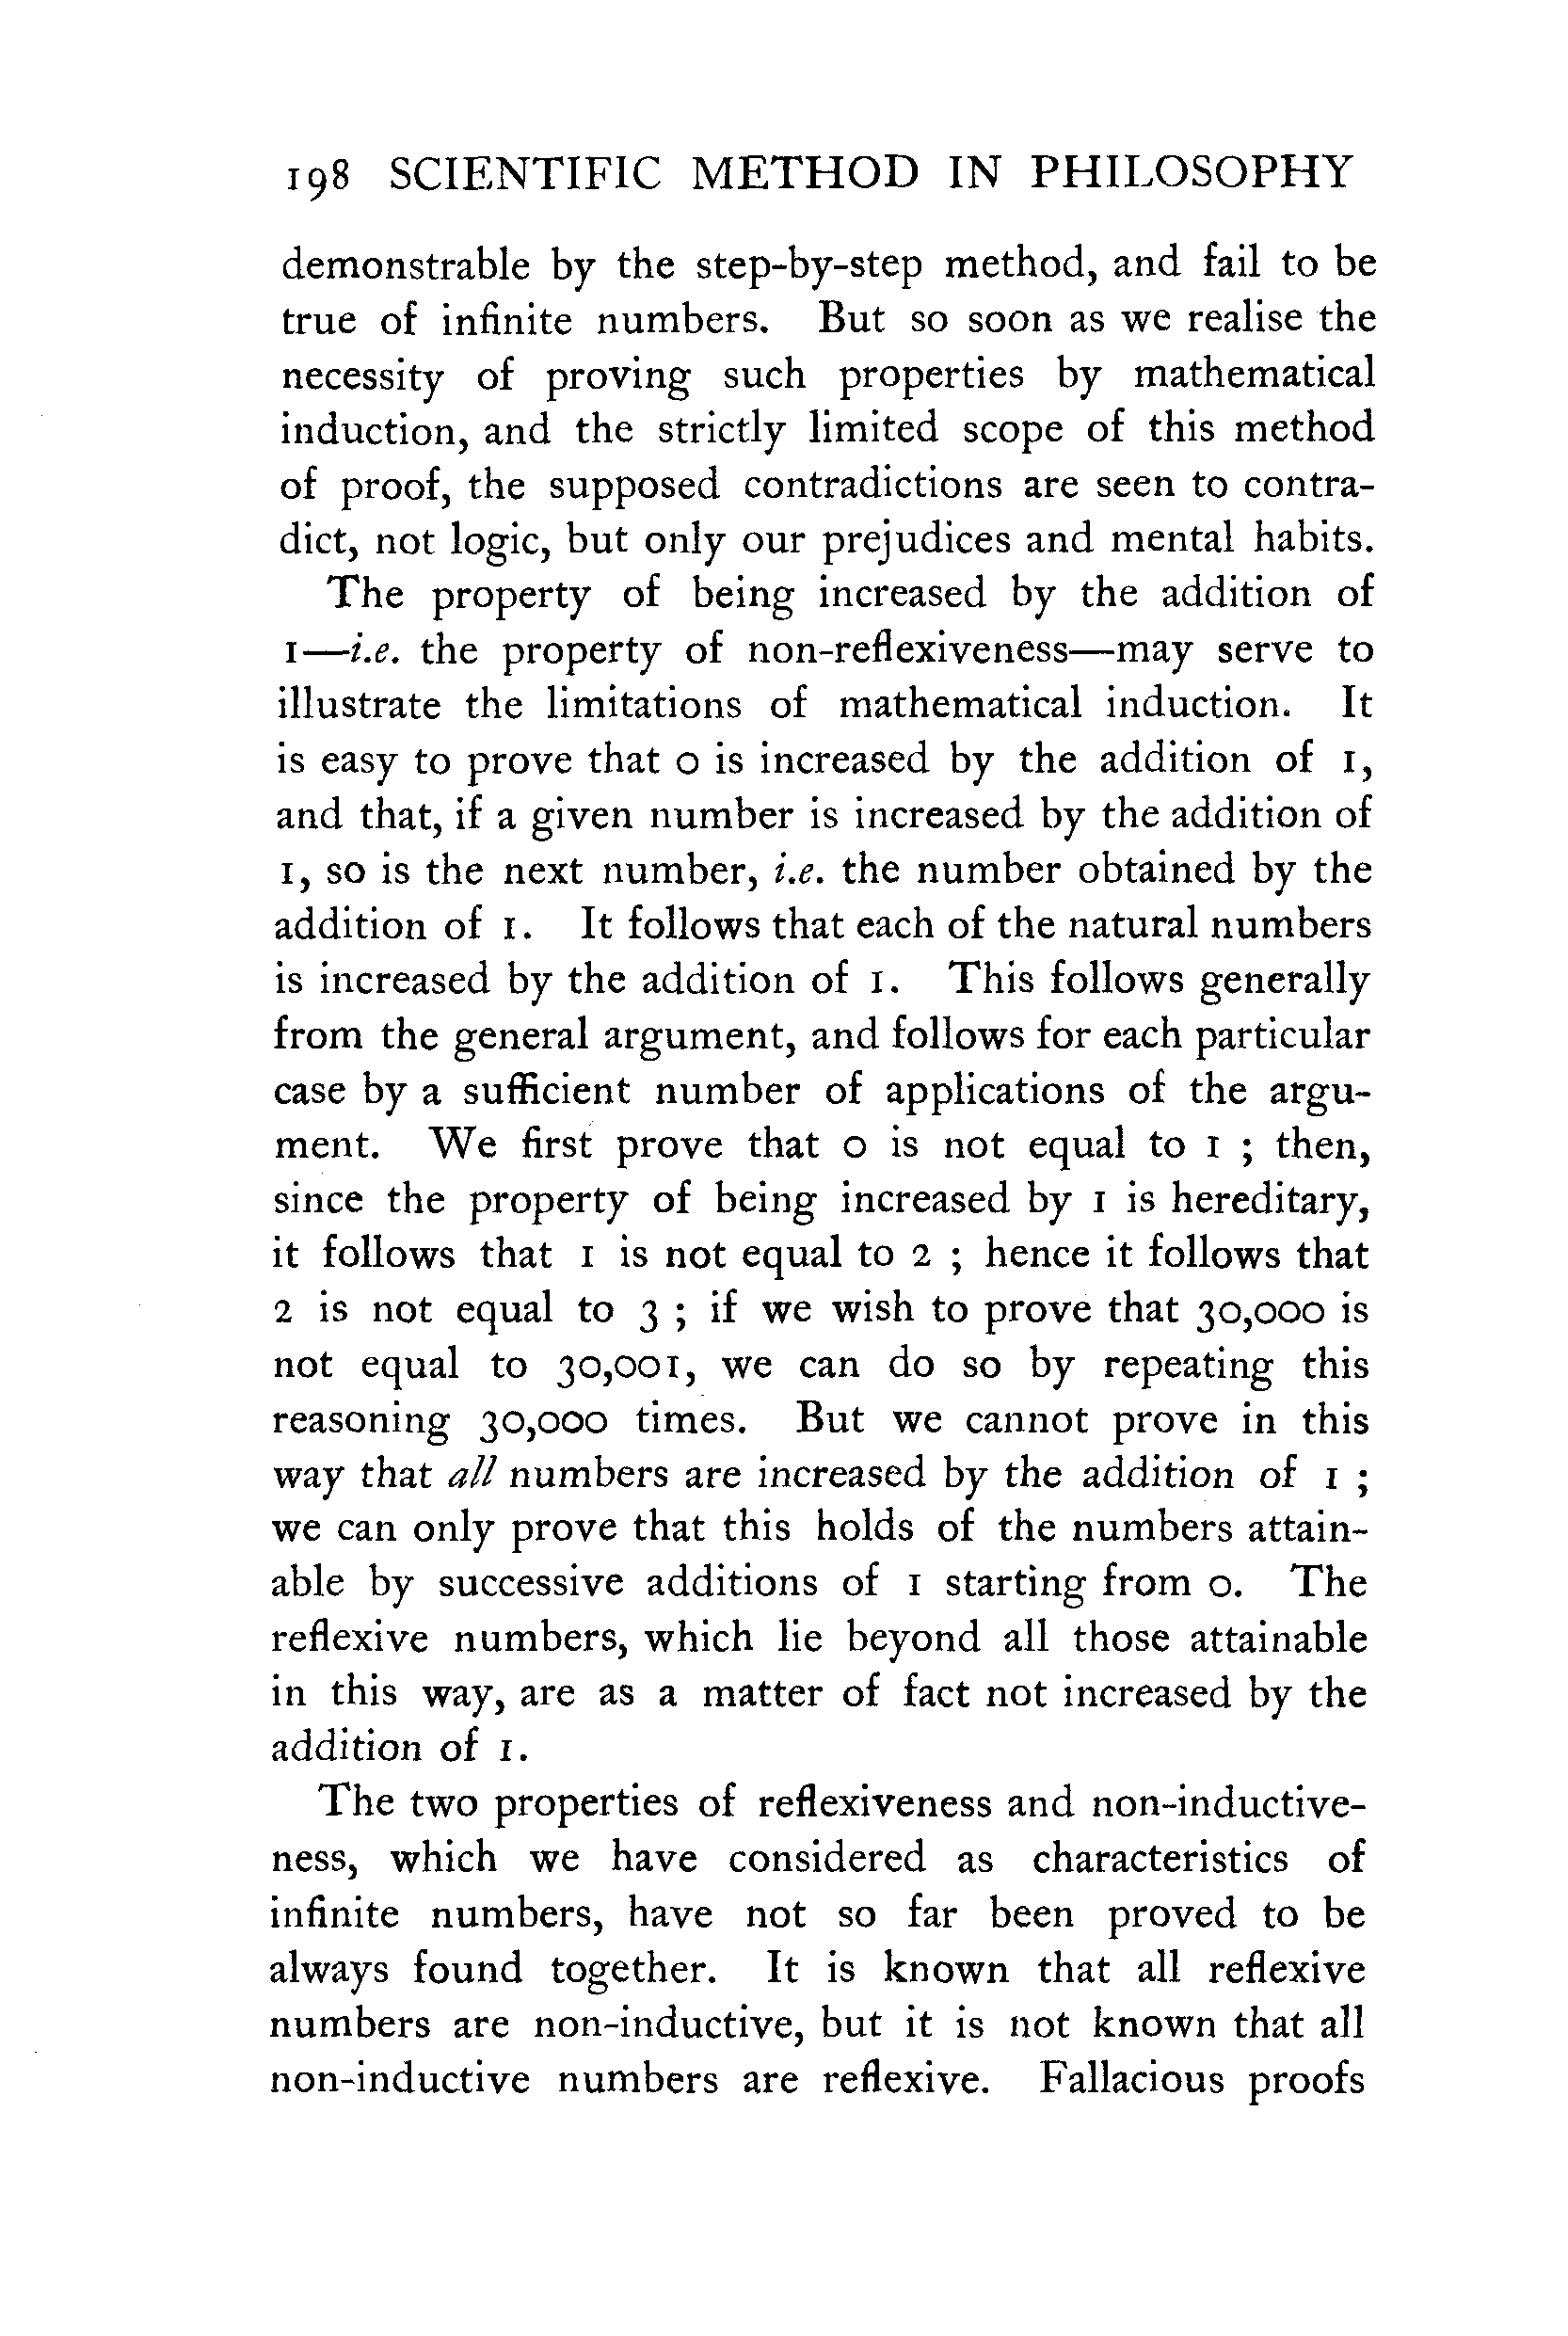 198 SCIENTIFIC METHOD IN PHILOSOPHY
demonstrable by the step-by-step method, and fail to be
true of infinite numbers. But so soon as we realise the
necessity of proving such properties by mathematical
induction, and the strictly limited scope of this method
of proof, the supposed contradictions are seen to contra-
dict, not logic, but only our prejudices and mental habits.
The property of being increased by the addition of
1—i.e. the property of non-reflexiveness—may serve to
illustrate the limitations of mathematical induction. It
is easy to prove that 0 is increased by the addition of 1,
and that, if a given number is increased by the addition of
1, so is the next number, i.e. the number obtained by the
addition of 1. It follows that each of the natural numbers
is increased by the addition of 1. This follows generally
from the general argument, and follows for each particular
case by a sufficient number of applications of the argu-
ment. We first prove that 0 is not equal to 1 ; then,
since the property of being increased by 1 is hereditary,
it follows that 1 is not equal to 2 ; hence it follows that
2 is not equal to 3 ; if we wish to prove that 30,000 is
not equal to 30,001, we can do so by repeating this
reasoning 30,000 times. But we cannot prove in this
way that all numbers are increased by the addition of 1 ;
we can only prove that this holds of the numbers attain-
able by successive additions of 1 starting from 0. The
reflexive numbers, which lie beyond all those attainable
in this way, are as a matter of fact not increased by the
addition of 1.
The two properties of reflexiveness and non-inductive-
ness, which we have considered as characteristics of
infinite numbers, have not so far been proved to be
always found together. It is known that all reflexive
numbers are non-inductive, but it is not known that all
non-inductive numbers are reflexive. Fallacious proofs